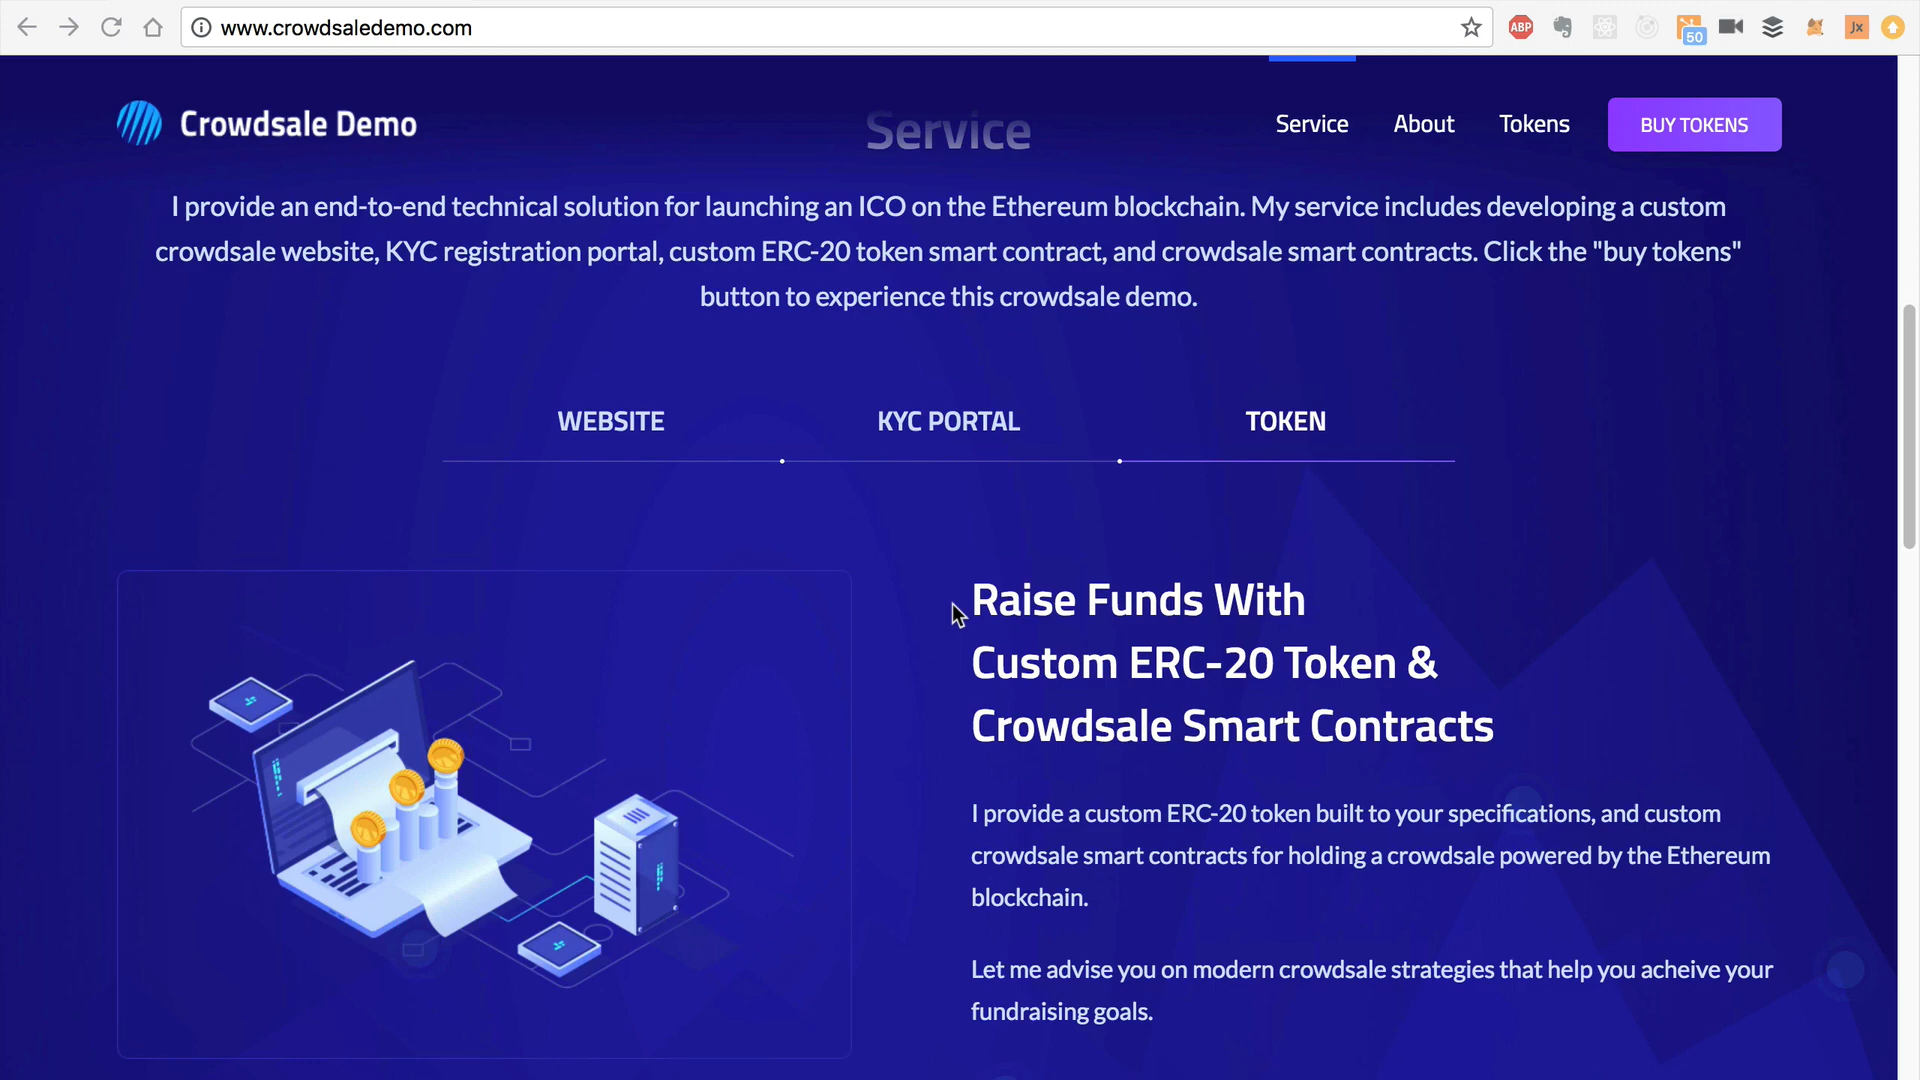 www.crowdsaledemo.com
ABP
50
Jx
Crowdsale Demo
Service
Service
About
Tokens
BUY TOKENS
I provide an end-to-end technical solution for launching an ICO on the Ethereum blockchain. My service includes developing a custom
crowdsale website, KYC registration portal, custom ERC-20 token smart contract, and crowdsale smart contracts. Click the "buy tokens"
button to experience this crowdsale demo.
WEBSITE
KYC PORTAL
TOKEN
Raise Funds With
Custom ERC-20 Token &
Crowdsale Smart Contracts
I provide a custom ERC-20 token built to your specifications, and custom
crowdsale smart contracts for holding a crowdsale powered by the Ethereum
blockchain.
Let me advise you on modern crowdsale strategies that help you acheive your
fundraising goals.